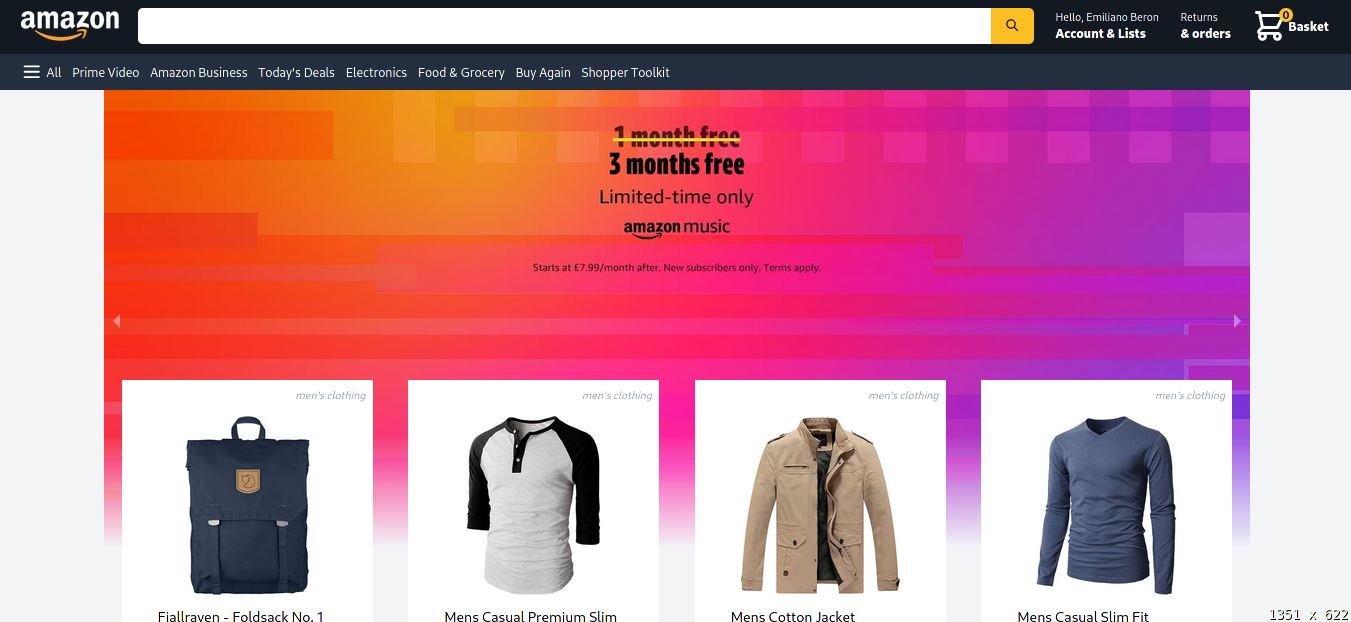 amazon
Hello, Emiliano Beron
Account & Lists
Returns
& orders
0
Basket
All Prime Video Amazon Business Today's Deals Electronics Food & Grocery Buy Again Shopper Toolkit
1 month free
3 months free
Limited-time only
amazon music
Starts at £7.99/month after. New subscribers only. Terms apply.
men's clothing
men's clothing
men's clothing
men's clothing
Fjallraven - Foldsack No. 1
Mens Casual Premium Slim
Mens Cotton Jacket
Mens Casual Slim Fit
1351 x 622